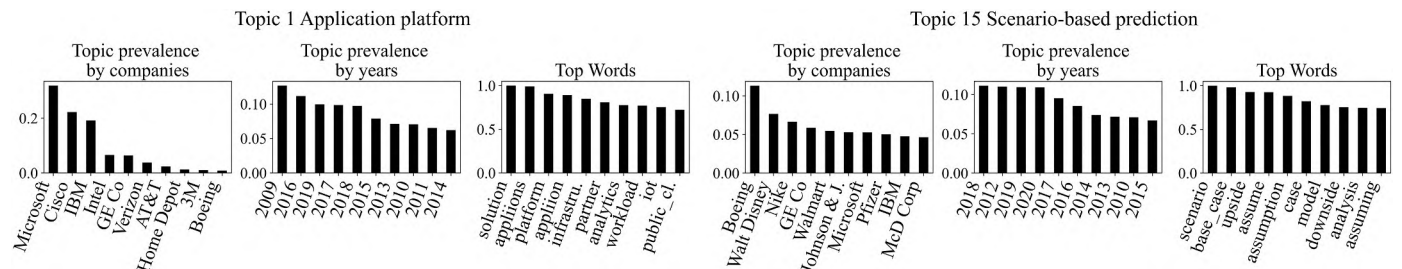 Topic 1 Application platform
Topic prevalence
by companies
0.2
0.0
Microsoft
Cisco
IBM
Intel
GE Co
Verizon
AT&T
Home Depot
3M
Boeing
Topic prevalence
by years
0.10
0.05
0.00
2009
2016
2019
2017
2018
2015
2013
2010
2011
2014
Top Words
1.0
0.5
0.0
solution
appliions
platform
appliion
infrastru.
partner
analytics
workload
iot
public_cl.
Topic 15 Scenario-based prediction
Topic prevalence
by companies
0.10
0.05
0.00
Boeing
Walt Disney
Nike
GE Co
Walmart
Johnson & J.
Microsoft
Pfizer
IBM
McD Corp
Topic prevalence
by years
0.10
0.05
0.00
2018
2012
2019
2020
2017
2016
2014
2013
2010
2015
Top Words
1.0
0.5
0.0
scenario
base_case
upside
assume
assumption
case
model
downside
analysis
assuming